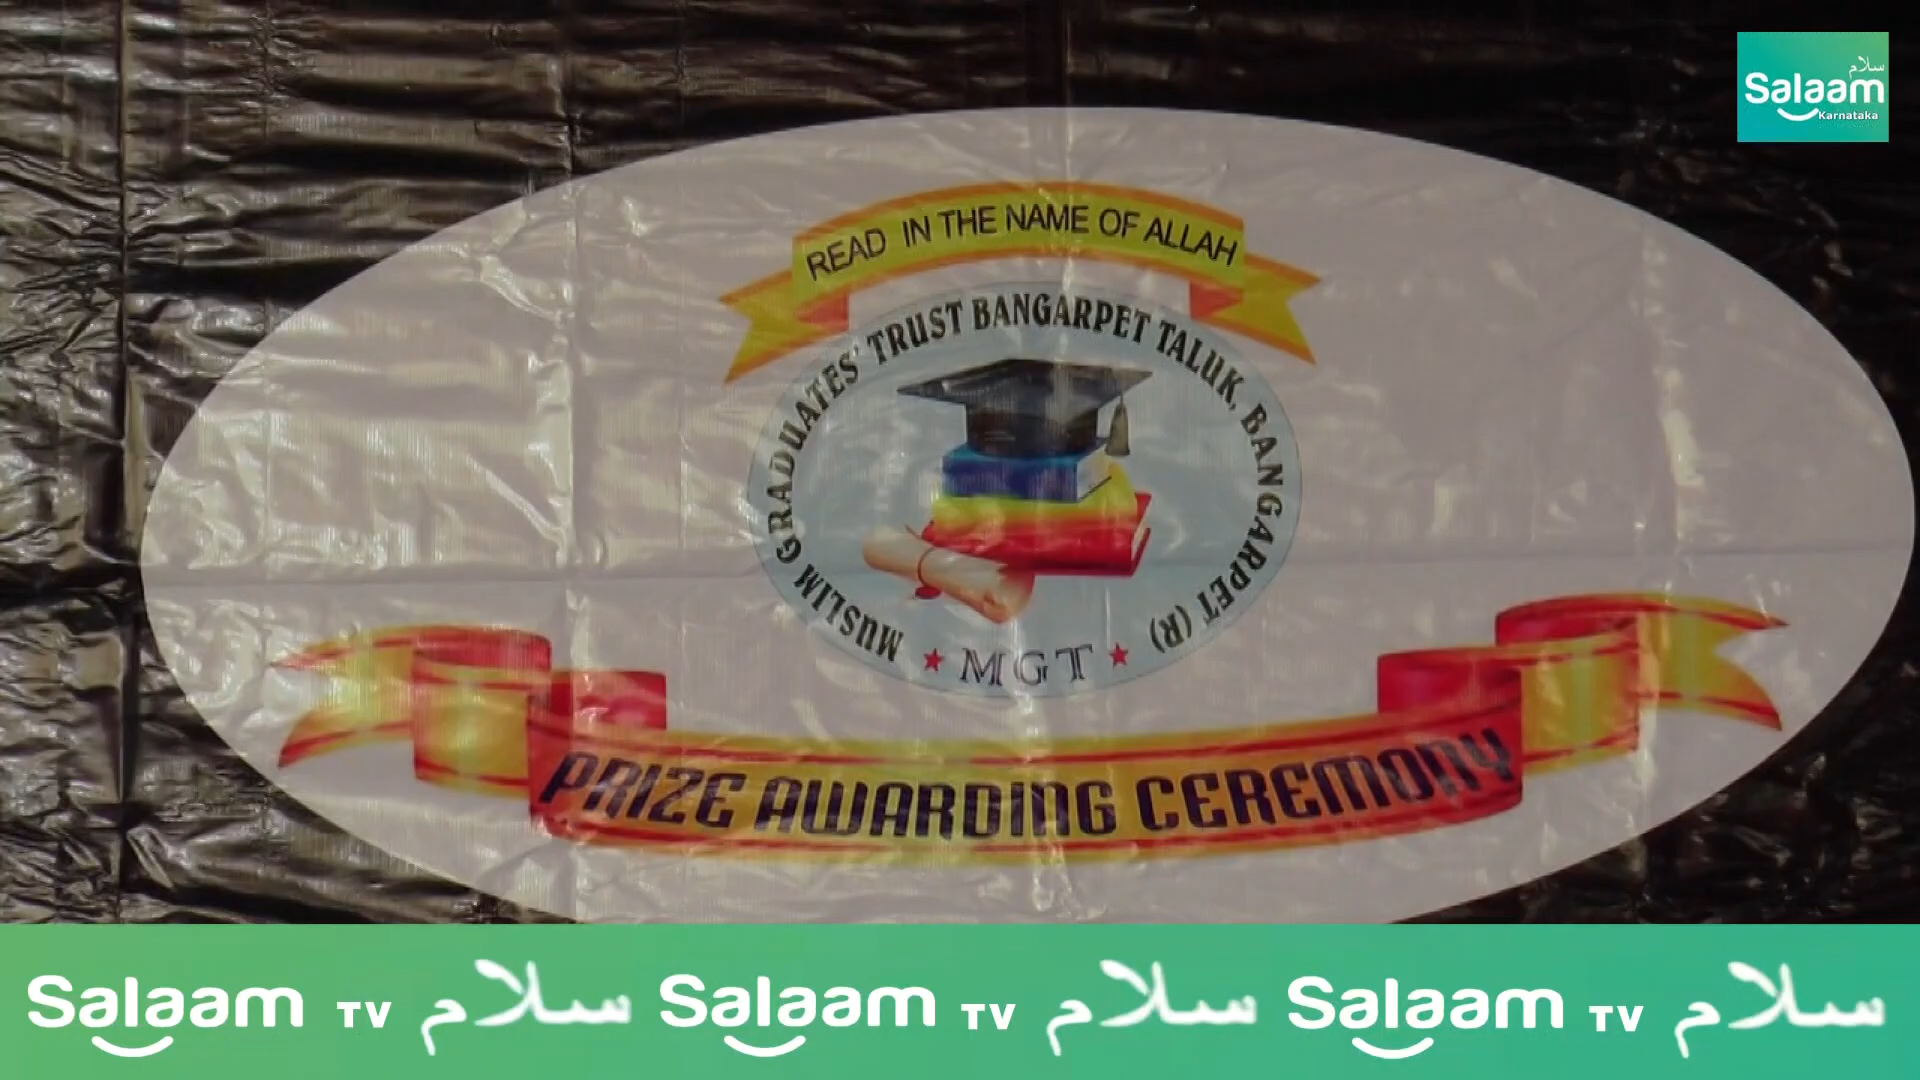 سلام
Salaam
Karnataka
READ IN THE NAME OF ALLAH
MUSLIM GRADUATES' TRUST BANGARPET TALUK, BANGARPET (R)
★ MGT ★
PRIZE AWARDING CEREMONY
Salaam TV سلام Salaam TV سلام Salaam TV سلام